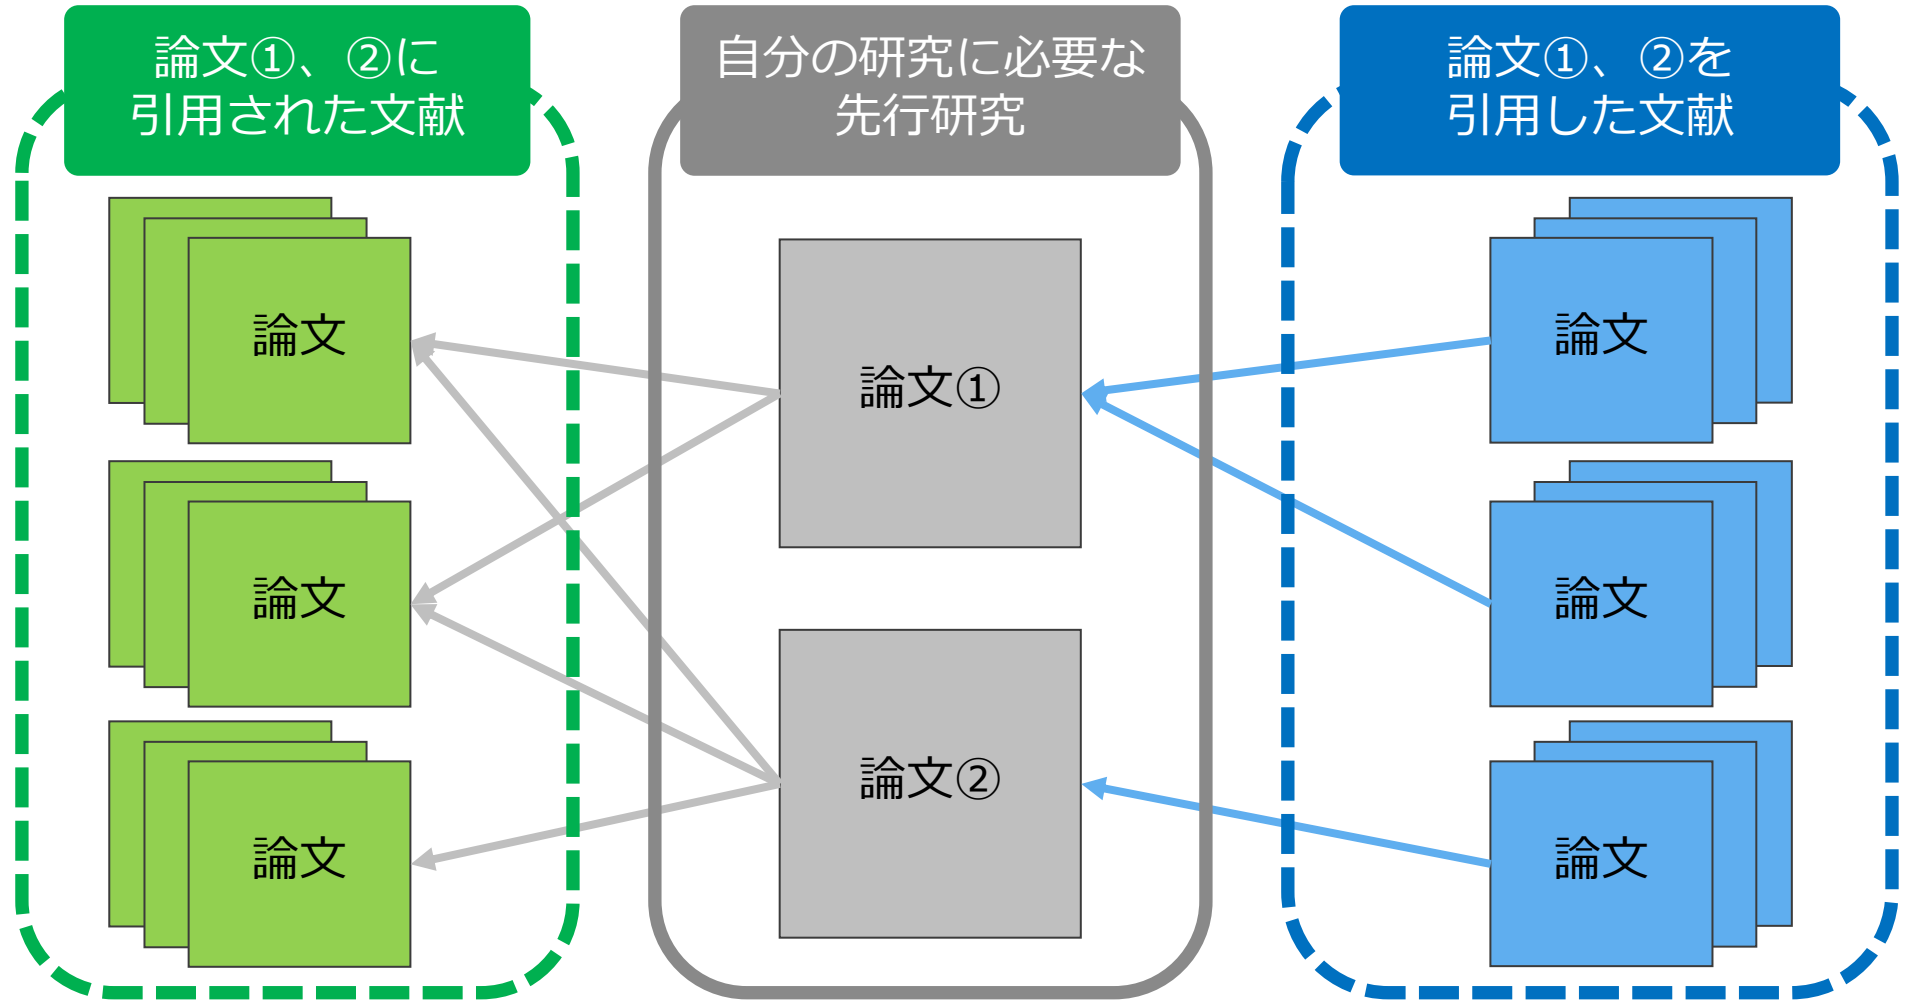 論文①、②に
引用された文献
自分の研究に必要な
先行研究
論文①、②を
引用した文献
論文
論文
論文
論文①
論文②
論文
論文
論文